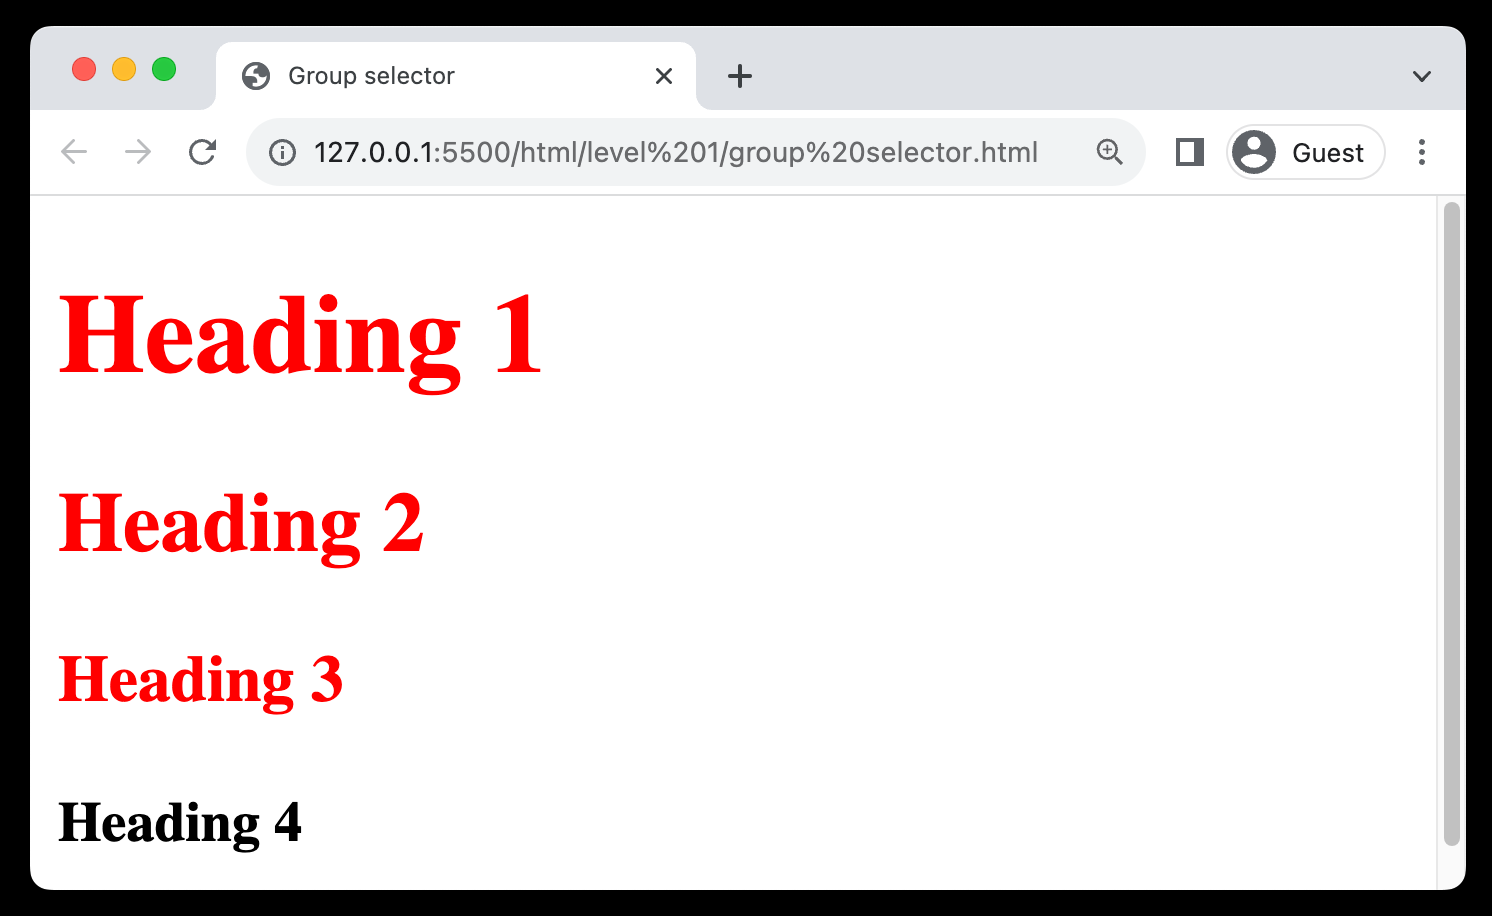 Group selector
127.0.0.1:5500/html/level%201/group%20selector.html
Guest
Heading 1
Heading 2
Heading 3
Heading 4